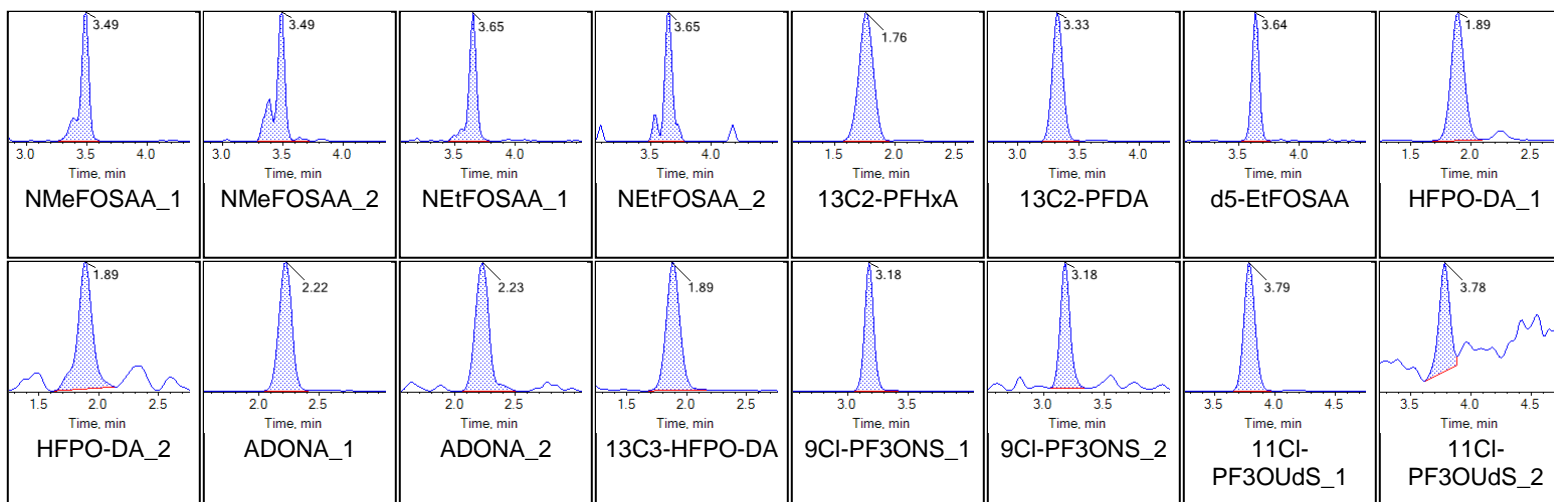 3.49
3.0 3.5 4.0
Time, min
NMeFOSAA_1
3.49
3.0 3.5 4.0
Time, min
NMeFOSAA_2
3.65
3.5 4.0
Time, min
NEtFOSAA_1
3.65
3.5 4.0
Time, min
NEtFOSAA_2
1.76
1.5 2.0 2.5
Time, min
13C2-PFHxA
3.33
3.0 3.5 4.0
Time, min
13C2-PFDA
3.64
3.5 4.0
Time, min
d5-EtFOSAA
1.89
1.5 2.0 2.5
Time, min
HFPO-DA_1
1.89
1.5 2.0 2.5
Time, min
HFPO-DA_2
2.22
2.0 2.5
Time, min
ADONA_1
2.23
2.0 2.5
Time, min
ADONA_2
1.89
1.5 2.0 2.5
Time, min
13C3-HFPO-DA
3.18
3.0 3.5
Time, min
9Cl-PF3ONS_1
3.18
3.0 3.5
Time, min
9Cl-PF3ONS_2
3.79
3.5 4.0 4.5
Time, min
11Cl-
PF3OUdS_1
3.78
3.5 4.0 4.5
Time, min
11Cl-
PF3OUdS_2